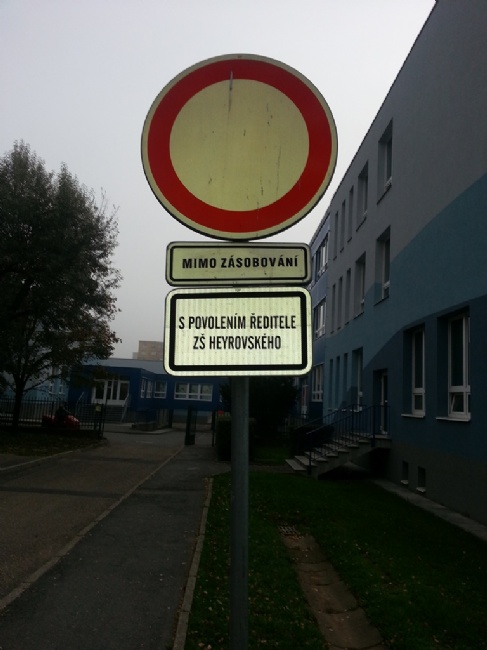 MIMO ZÁSOBOVÁNÍ
S POVOLENÍM ŘEDITELE
ZŠ HEYROVSKÉHO